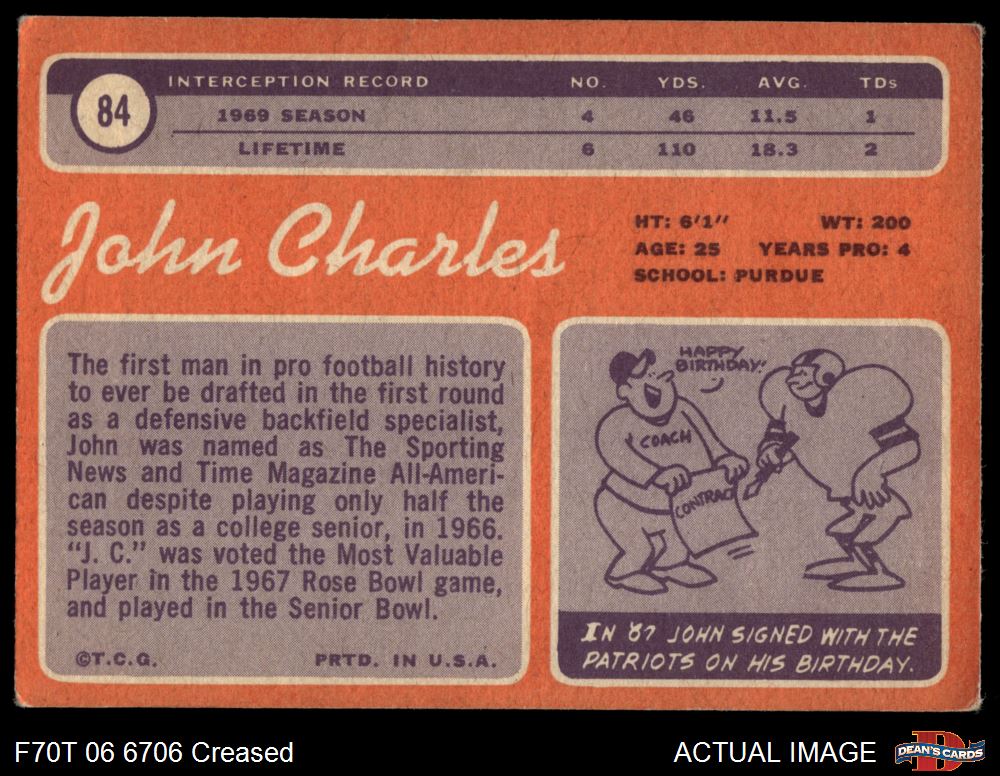 84
INTERCEPTION RECORD NO. YDS. AVG. TDs
1969 SEASON 4 46 11.5 1
LIFETIME 6 110 18.3 2
John Charles
HT: 6'1" WT: 200
AGE: 25 YEARS PRO: 4
SCHOOL: PURDUE
The first man in pro football history
to ever be drafted in the first round
as a defensive backfield specialist,
John was named as The Sporting
News and Time Magazine All-Ameri-
can despite playing only half the
season as a college senior, in 1966.
"J. C." was voted the Most Valuable
Player in the 1967 Rose Bowl game,
and played in the Senior Bowl.
©T.C.G. PRTD. IN U.S.A.
HAPPY
BIRTHDAY!
COACH
CONTRACT
IN '67 JOHN SIGNED WITH THE
PATRIOTS ON HIS BIRTHDAY.
F70T 06 6706 Creased
ACTUAL IMAGE
DEAN'S CARDS